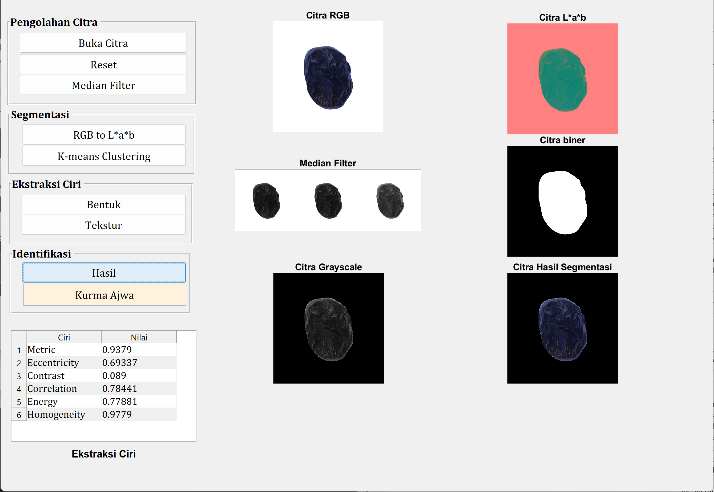 Pengolahan Citra
Buka Citra
Reset
Median Filter
Segmentasi
RGB to L*a*b
K-means Clustering
Ekstraksi Ciri
Bentuk
Tekstur
Identifikasi
Hasil
Kurma Ajwa
Ciri Nilai
1 Metric 0.9379
2 Eccentricity 0.69337
3 Contrast 0.089
4 Correlation 0.78441
5 Energy 0.77881
6 Homogeneity 0.9779
Ekstraksi Ciri
Citra RGB
Citra L*a*b
Median Filter
Citra biner
Citra Grayscale
Citra Hasil Segmentasi